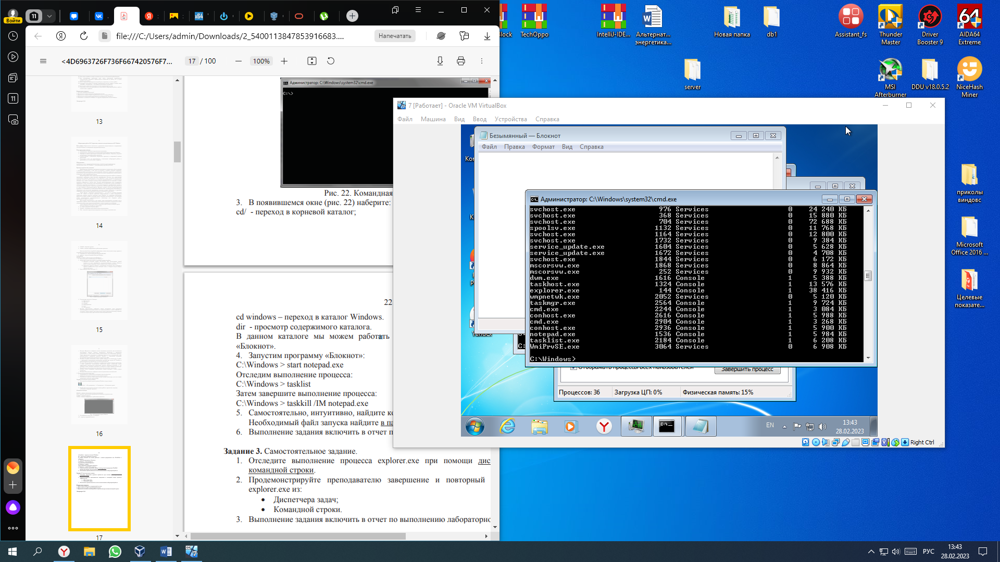 Войти
11
file:///C:/Users/admin/Downloads/2_5400113847853916683....
Напечатать
<4D6963726F736F667420576F7...
17 / 100
100%
11
13
14
15
16
17
Администратор: C:\Windows\system32\cmd.exe
C:\>
Рис. 22. Командная
3. В появившемся окне (рис. 22) наберите:
cd/ - переход в корневой каталог;
22
cd windows – переход в каталог Windows.
dir - просмотр содержимого каталога.
В данном каталоге мы можем работать
«Блокнот».
4. Запустим программу «Блокнот»:
C:\Windows > start notepad.exe
Отследим выполнение процесса:
C:\Windows > tasklist
Затем завершите выполнение процесса:
C:\Windows > taskkill /IM notepad.exe
5. Самостоятельно, интуитивно, найдите ко
Необходимый файл запуска найдите в па
6. Выполнение задания включить в отчет п
Задание 3. Самостоятельное задание.
1. Отследите выполнение процесса explorer.exe при помощи дис
командной строки.
2. Продемонстрируйте преподавателю завершение и повторный
explorer.exe из:
• Диспетчера задач;
• Командной строки.
3. Выполнение задания включить в отчет по выполнению лабораторно
lock
TechOppo
IntelliJ-IDE...
Альтернат...
энергетика...
Новая папка
db1
Assistant_fs
Thunder
Master
Driver
Booster 9
AIDA64
Extreme
server
MSI
Afterburner
DDU v18.0.5.2
NiceHash
Miner
приколы
виндовс
Microsoft
Office 2016 ...
Целевые
показате...
7 [Работает] - Oracle VM VirtualBox
Файл Машина Вид Ввод Устройства Справка
Безымянный — Блокнот
Файл Правка Формат Вид Справка
Администратор: C:\Windows\system32\cmd.exe
svchost.exe 976 Services 0 24 240 КБ
svchost.exe 368 Services 0 15 880 КБ
svchost.exe 704 Services 0 72 688 КБ
spoolsv.exe 1132 Services 0 11 768 КБ
svchost.exe 1164 Services 0 12 800 КБ
svchost.exe 1732 Services 0 9 384 КБ
service_update.exe 1604 Services 0 5 628 КБ
service_update.exe 1672 Services 0 4 708 КБ
svchost.exe 1844 Services 0 6 172 КБ
mscorsvw.exe 1868 Services 0 8 864 КБ
mscorsvw.exe 252 Services 0 9 932 КБ
dwm.exe 1616 Console 1 5 388 КБ
taskhost.exe 1324 Console 1 13 576 КБ
explorer.exe 144 Console 1 38 416 КБ
wmpnetwk.exe 2052 Services 0 5 120 КБ
taskmgr.exe 2564 Console 1 9 724 КБ
cmd.exe 2244 Console 1 3 084 КБ
conhost.exe 2616 Console 1 5 988 КБ
cmd.exe 2904 Console 1 3 268 КБ
conhost.exe 2936 Console 1 5 900 КБ
notepad.exe 1536 Console 1 5 984 КБ
tasklist.exe 2184 Console 1 6 208 КБ
WmiPrvSE.exe 3064 Services 0 6 908 КБ
C:\Windows>
Отображать процессы всех пользователей
Завершить процесс
Процессов: 36 Загрузка ЦП: 0% Физическая память: 15%
Yandex
EN
13:43
28.02.2023
Right Ctrl
РУС
13:43
28.02.2023